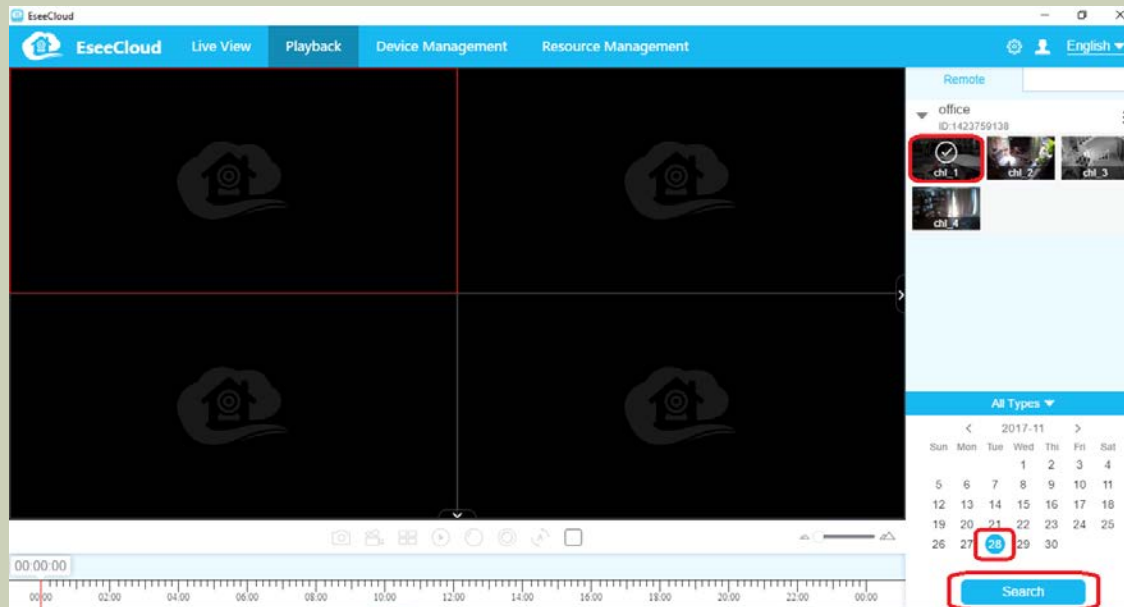 EseeCloud
EseeCloud Live View Playback Device Management Resource Management English
Remote
office
ID:1423759138
chl_1 chl_2 chl_3
chl_4
All Types
2017-11
Sun Mon Tue Wed Thi Fri Sat
1 2 3 4
5 6 7 8 9 10 11
12 13 14 15 16 17 18
19 20 21 22 23 24 25
26 27 28 29 30
00:00:00
00:00 02:00 04:00 06:00 08:00 10:00 12:00 14:00 16:00 18:00 20:00 22:00 00:00
Search